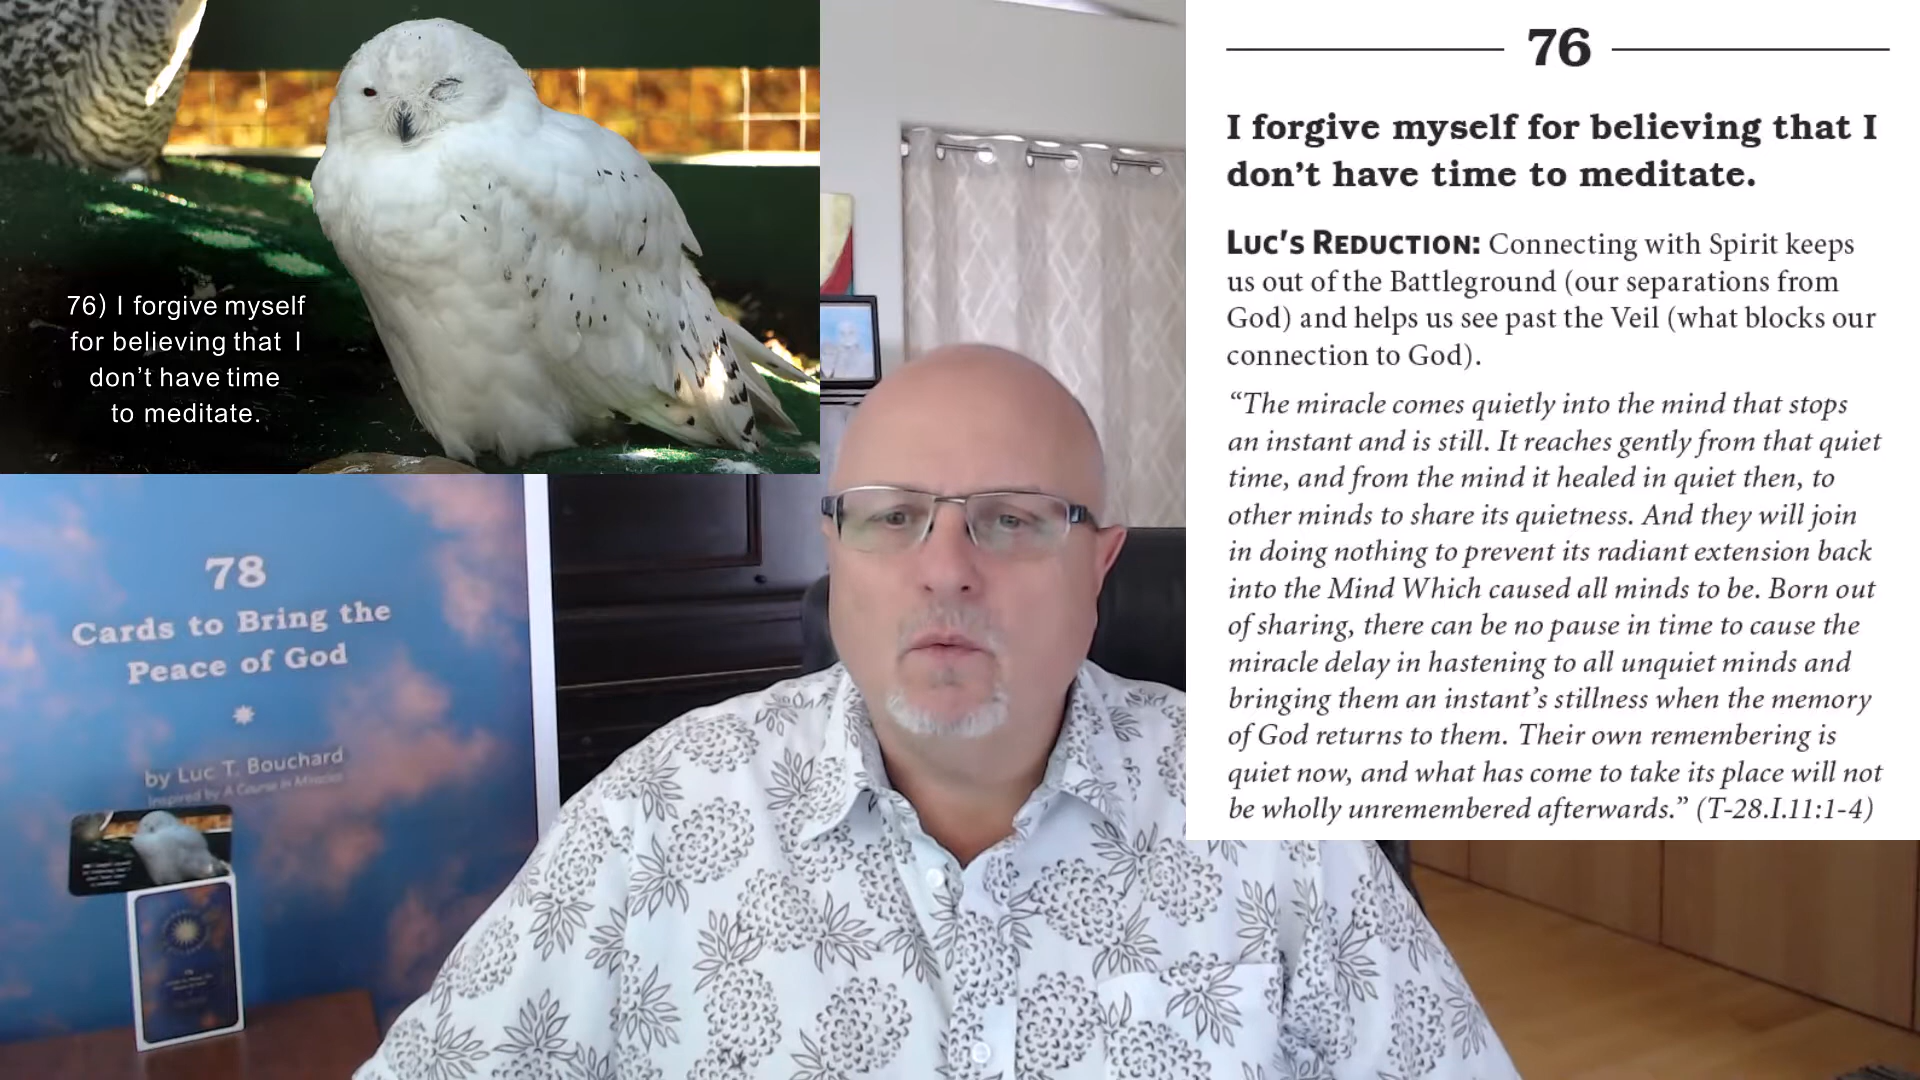 76) I forgive myself
for believing that I
don’t have time
to meditate.
78
Cards to Bring the
Peace of God
by Luc T. Bouchard
Inspired by A Course in Miracles
76
I forgive myself for believing that I
don’t have time to meditate.
Luc’s Reduction: Connecting with Spirit keeps
us out of the Battleground (our separations from
God) and helps us see past the Veil (what blocks our
connection to God).
“The miracle comes quietly into the mind that stops
an instant and is still. It reaches gently from that quiet
time, and from the mind it healed in quiet then, to
other minds to share its quietness. And they will join
in doing nothing to prevent its radiant extension back
into the Mind Which caused all minds to be. Born out
of sharing, there can be no pause in time to cause the
miracle delay in hastening to all unquiet minds and
bringing them an instant’s stillness when the memory
of God returns to them. Their own remembering is
quiet now, and what has come to take its place will not
be wholly unremembered afterwards.” (T-28.I.11:1-4)